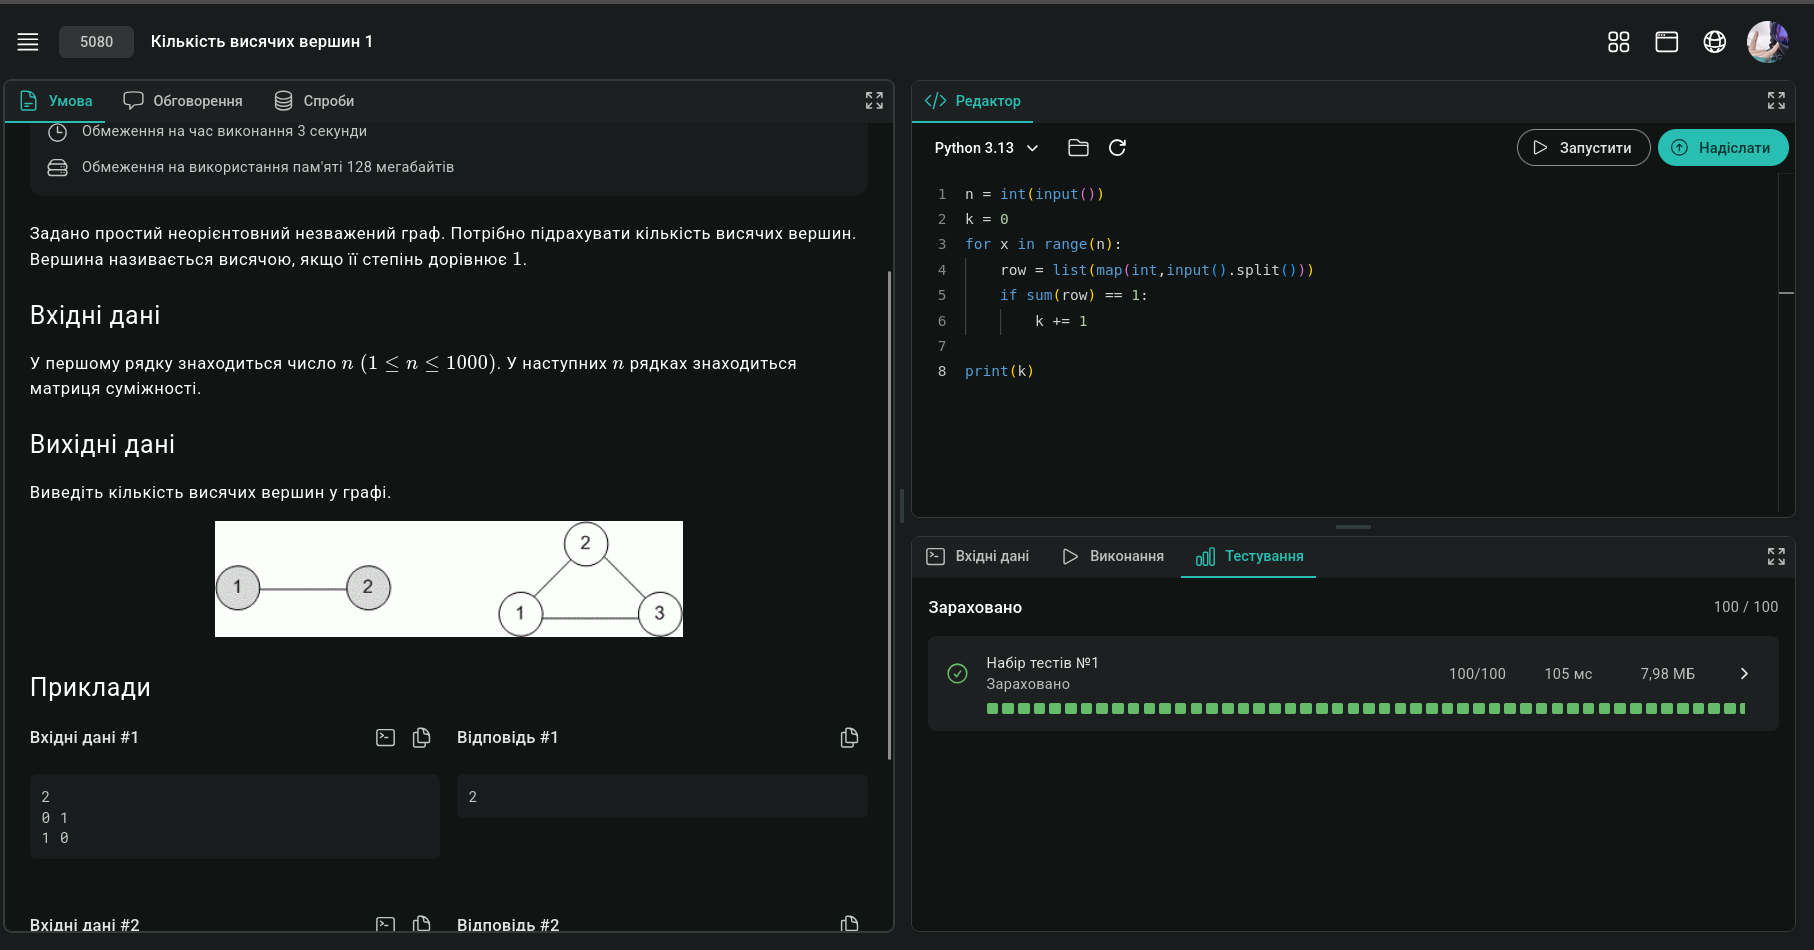 5080
Кількість висячих вершин 1
Умова
Обговорення
Спроби
Обмеження на час виконання 3 секунди
Обмеження на використання пам'яті 128 мегабайтів
Задано простий неорієнтовний незважений граф. Потрібно підрахувати кількість висячих вершин.
Вершина називається висячою, якщо її степінь дорівнює 1.
Вхідні дані
У першому рядку знаходиться число n (1 ≤ n ≤ 1000). У наступних n рядках знаходиться
матриця суміжності.
Вихідні дані
Виведіть кількість висячих вершин у графі.
1
2
2
1
3
Приклади
Вхідні дані #1
Відповідь #1
2
0 1
1 0
2
Вхідні дані #2
Відповідь #2
Редактор
Python 3.13
Запустити
Надіслати
1 n = int(input())
2 k = 0
3 for x in range(n):
4 row = list(map(int,input().split()))
5 if sum(row) == 1:
6 k += 1
7
8 print(k)
Вхідні дані
Виконання
Тестування
Зараховано
100 / 100
Набір тестів №1
Зараховано
100/100
105 мс
7,98 МБ